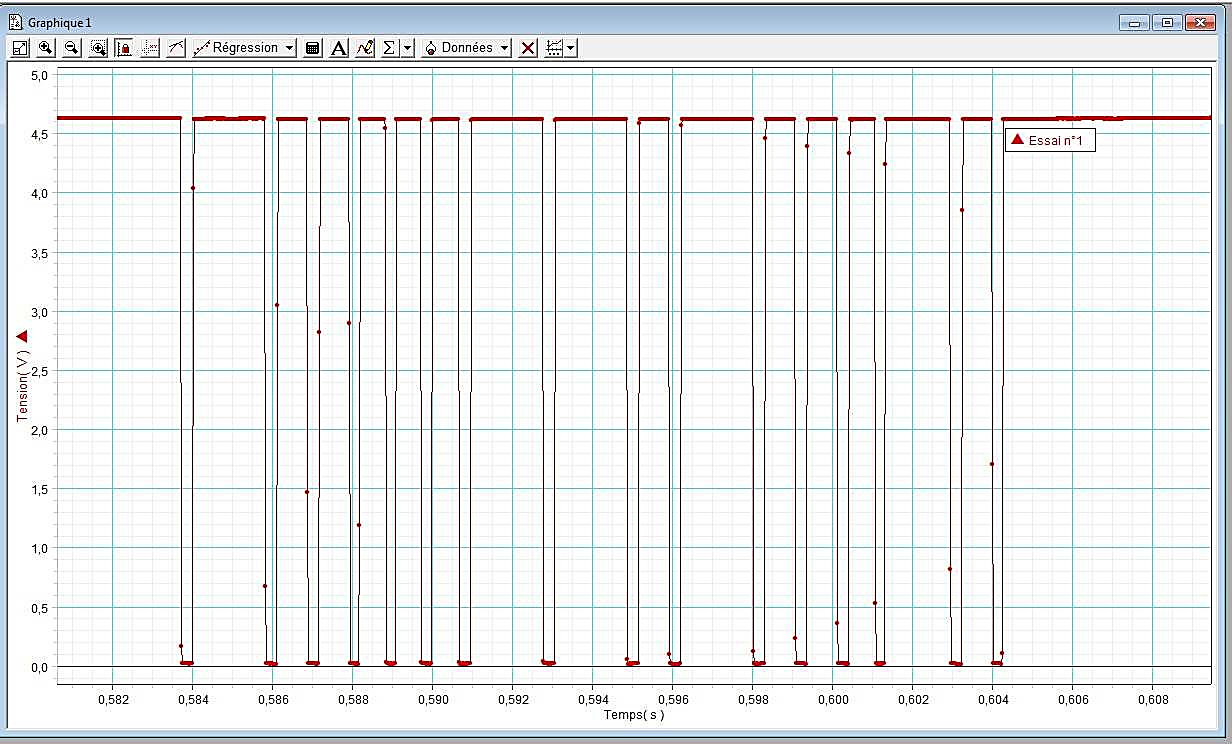 Graphique 1
Régression A Σ Données
5,0
4,5
Essai n°1
4,0
3,5
3,0
2,5
2,0
1,5
1,0
0,5
0,0
Tension( V )
0,582 0,584 0,586 0,588 0,590 0,592 0,594 0,596 0,598 0,600 0,602 0,604 0,606 0,608
Temps( s )